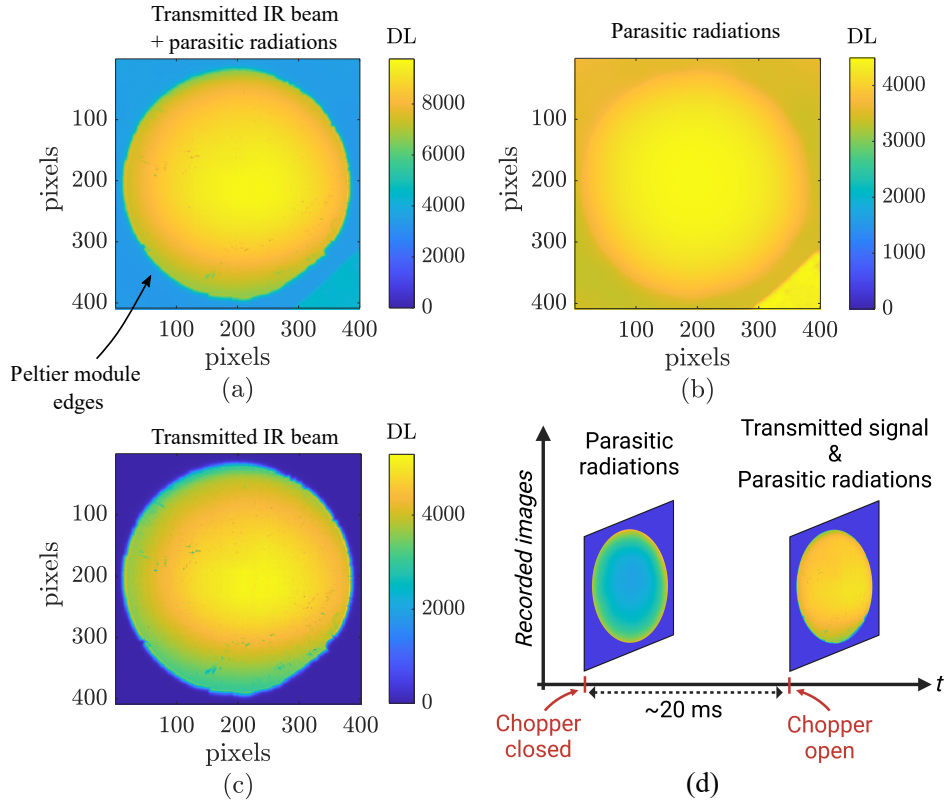 Transmitted IR beam
+ parasitic radiations
DL
8000
6000
4000
2000
0
100
200
300
400
pixels
100 200 300 400
pixels
Peltier module
edges
(a)
Parasitic radiations
DL
4000
3000
2000
1000
0
100
200
300
400
pixels
100 200 300 400
pixels
(b)
Transmitted IR beam
DL
4000
2000
0
100
200
300
400
pixels
100 200 300 400
pixels
(c)
Recorded images
Parasitic
radiations
Transmitted signal
&
Parasitic radiations
t
~20 ms
Chopper
closed
Chopper
open
(d)